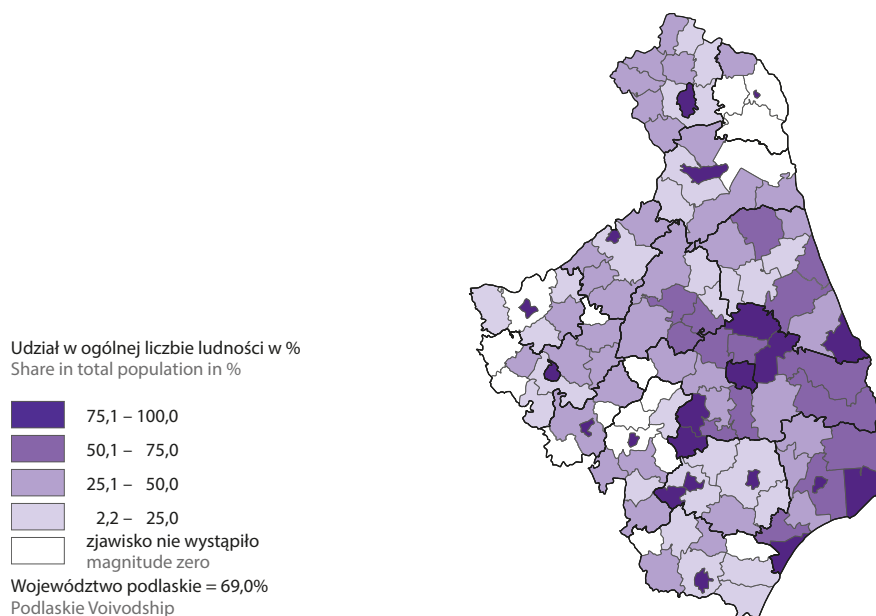 Udział w ogólnej liczbie ludności w %
Share in total population in %
75,1 – 100,0
50,1 – 75,0
25,1 – 50,0
2,2 – 25,0
zjawisko nie wystąpiło
magnitude zero
Województwo podlaskie = 69,0%
Podlaskie Voivodship